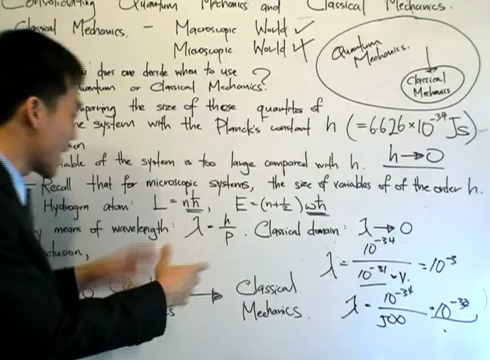 Consolidating Quantum Mechanics and Classical Mechanics.
Classical Mechanics. - Macroscopic World ✓
Microscopic World ✗
Quantum Mechanics.
Classical Mechanics
does one decide when to use ?
Quantum or Classical Mechanics.
the size of these quantities of
system with the Planck's constant h (=6.626×10⁻³⁴ Js)
of the system is too large compared with h. h→0
- Recall that for microscopic systems, the size of variables of of the order h.
Hydrogen atom: L = nħ, E = (n+½)ωħ
means of wavelength: λ = h/p. Classical domain: λ → 0
λ = 10⁻³⁴ / 10⁻³¹ = 10⁻³
Classical Mechanics.
λ = 10⁻³⁴ / 500